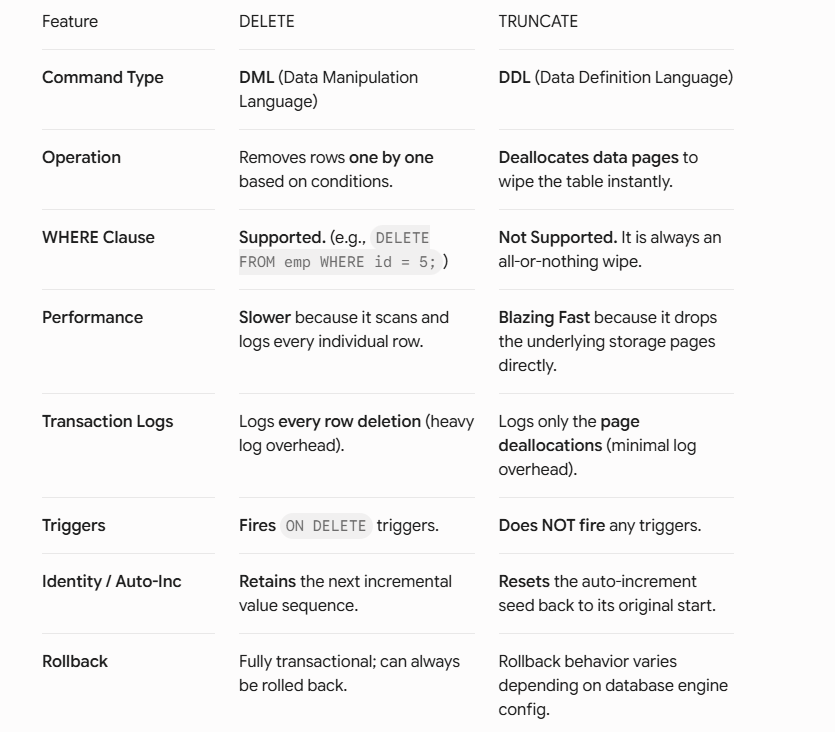 Feature DELETE TRUNCATE
Command Type DML (Data Manipulation Language) DDL (Data Definition Language)
Operation Removes rows one by one based on conditions. Deallocates data pages to wipe the table instantly.
WHERE Clause Supported. (e.g., DELETE FROM emp WHERE id = 5; ) Not Supported. It is always an all-or-nothing wipe.
Performance Slower because it scans and logs every individual row. Blazing Fast because it drops the underlying storage pages directly.
Transaction Logs Logs every row deletion (heavy log overhead). Logs only the page deallocations (minimal log overhead).
Triggers Fires ON DELETE triggers. Does NOT fire any triggers.
Identity / Auto-Inc Retains the next incremental value sequence. Resets the auto-increment seed back to its original start.
Rollback Fully transactional; can always be rolled back. Rollback behavior varies depending on database engine config.